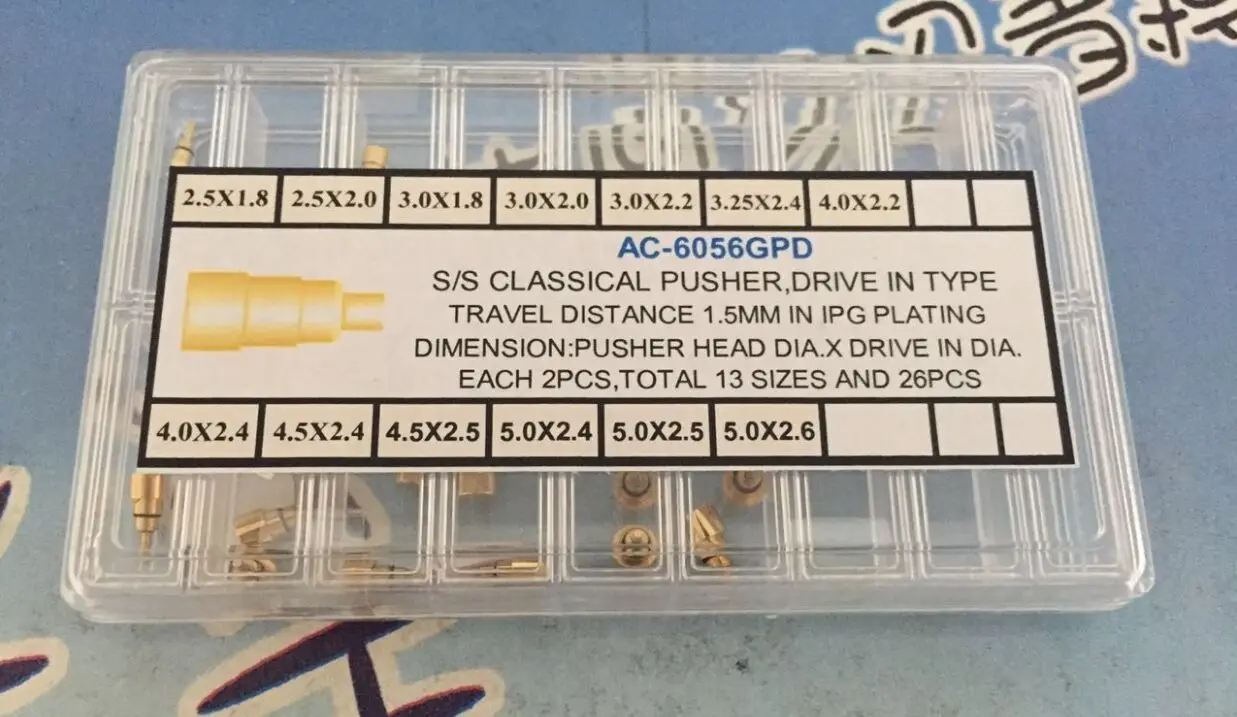 2.5X1.8 2.5X2.0 3.0X1.8 3.0X2.0 3.0X2.2 3.25X2.4 4.0X2.2
AC-6056GPD
S/S CLASSICAL PUSHER,DRIVE IN TYPE
TRAVEL DISTANCE 1.5MM IN IPG PLATING
DIMENSION:PUSHER HEAD DIA.X DRIVE IN DIA.
EACH 2PCS,TOTAL 13 SIZES AND 26PCS
4.0X2.4 4.5X2.4 4.5X2.5 5.0X2.4 5.0X2.5 5.0X2.6